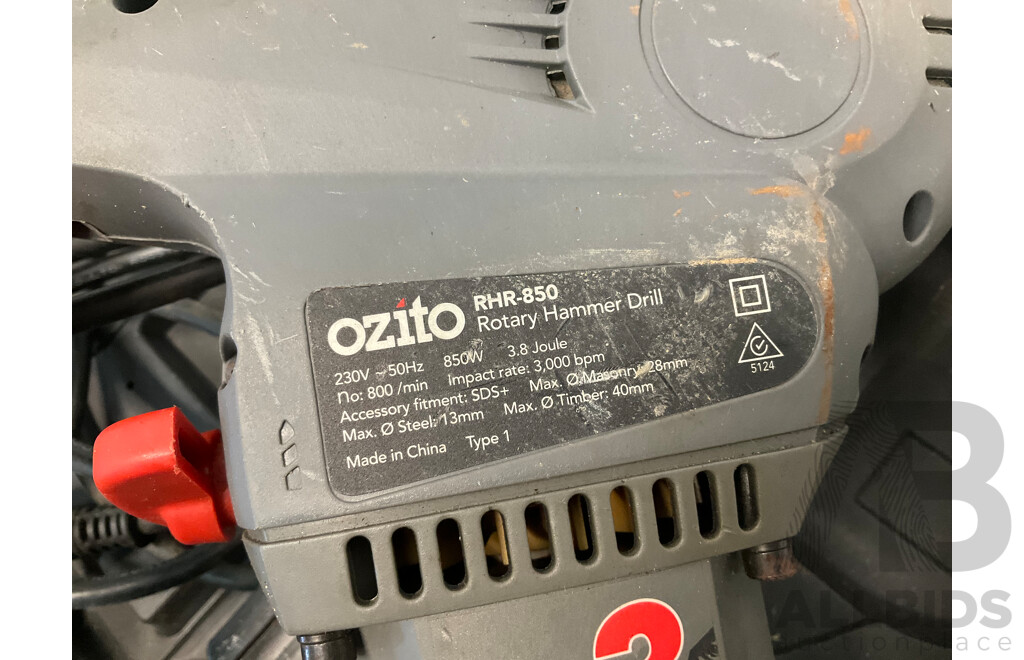 ozito RHR-850
Rotary Hammer Drill
230V ~ 50Hz 850W 3.8 Joule
no: 800 /min Impact rate: 3,000 bpm
Accessory fitment: SDS+ Max. Ø Masonry: 28mm
Max. Ø Steel: 13mm Max. Ø Timber: 40mm
Made in China Type 1
5124
3
B
ALLBIDS
auctionplace